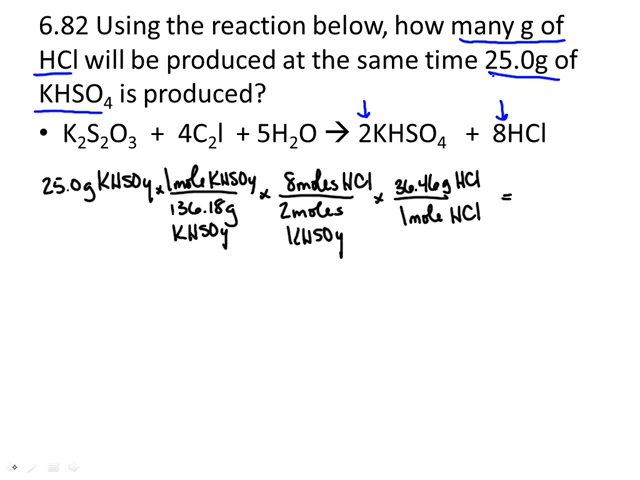 6.82 Using the reaction below, how many g of
HCl will be produced at the same time 25.0g of
KHSO₄ is produced?
• K₂S₂O₃ + 4C₂l + 5H₂O → 2KHSO₄ + 8HCl
25.0g KHSO₄ x 1mole KHSO₄ x 8moles HCl x 36.46g HCl =
136.18g 2moles 1mole HCl
KHSO₄ KHSO₄